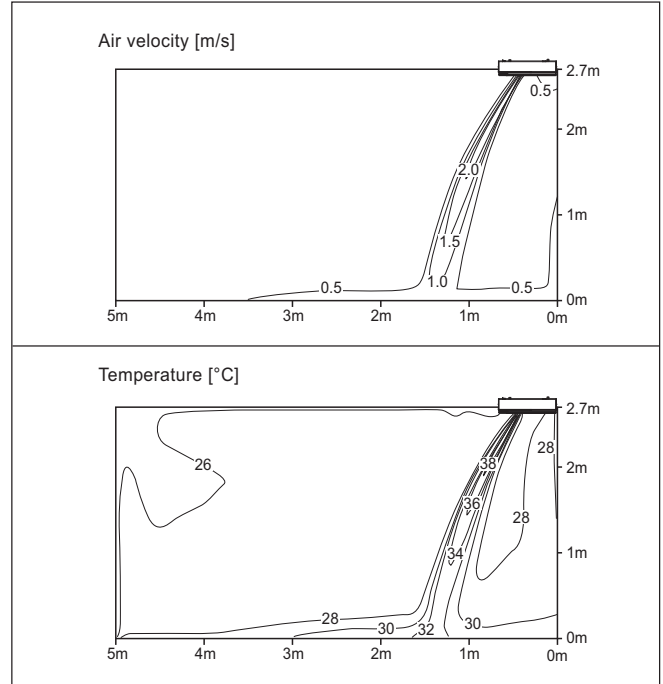 Air velocity [m/s]
2.7m
0.5
2m
2.0
1m
1.5
1.0
0.5
0.5
0m
5m 4m 3m 2m 1m 0m
Temperature [°C]
2.7m
28
38
26
2m
36
28
34
1m
28
30
32
30
0m
5m 4m 3m 2m 1m 0m